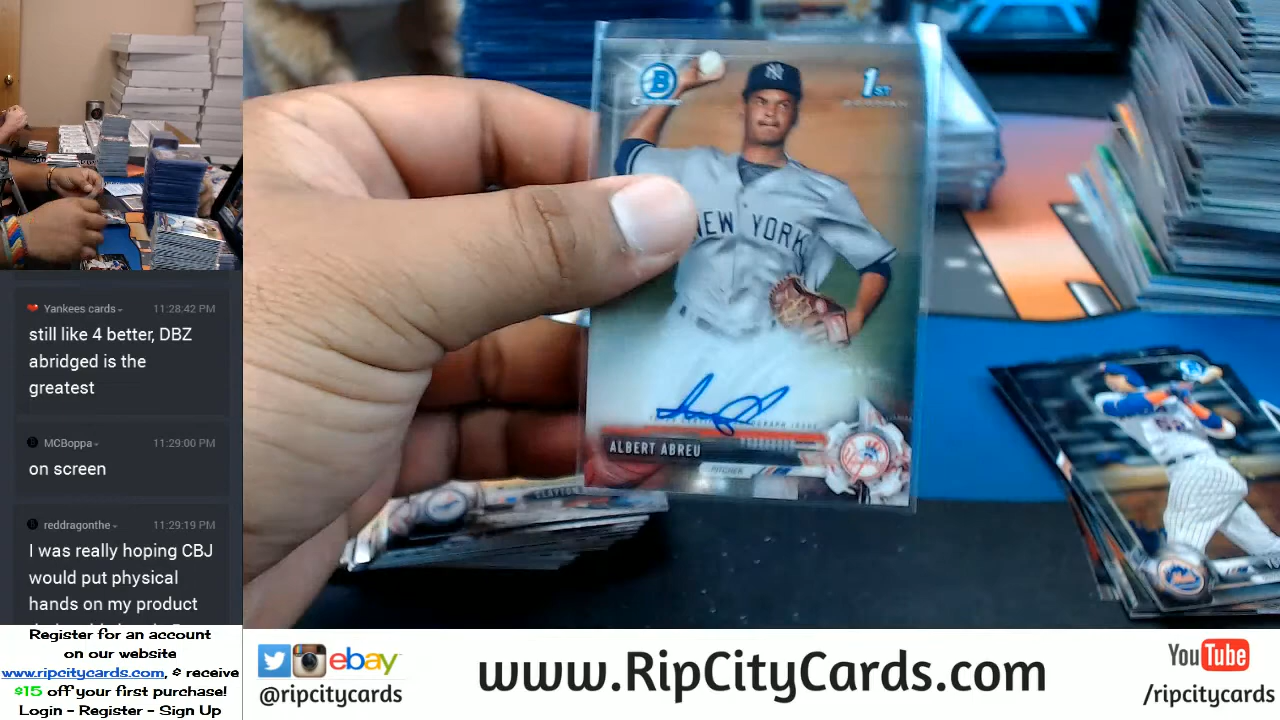 Yankees cards
11:28:42 PM
still like 4 better, DBZ
abridged is the
greatest
MCBoppa
11:29:00 PM
on screen
reddragonthe
11:29:19 PM
I was really hoping CBJ
would put physical
hands on my product
Register for an account
on our website
www.ripcitycards.com, & receive
$15 off your first purchase!
Login - Register - Sign Up
B
Chrome
1ST
BOWMAN
NY
NEW YORK
ALBERT ABREU
PITCHER
ebay
@ripcitycards
www.RipCityCards.com
YouTube
/ripcitycards